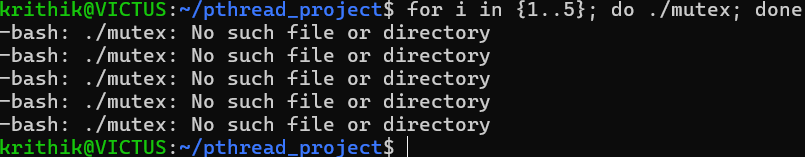 krithik@VICTUS:~/pthread_project$ for i in {1..5}; do ./mutex; done
-bash: ./mutex: No such file or directory
-bash: ./mutex: No such file or directory
-bash: ./mutex: No such file or directory
-bash: ./mutex: No such file or directory
-bash: ./mutex: No such file or directory
krithik@VICTUS:~/pthread_project$